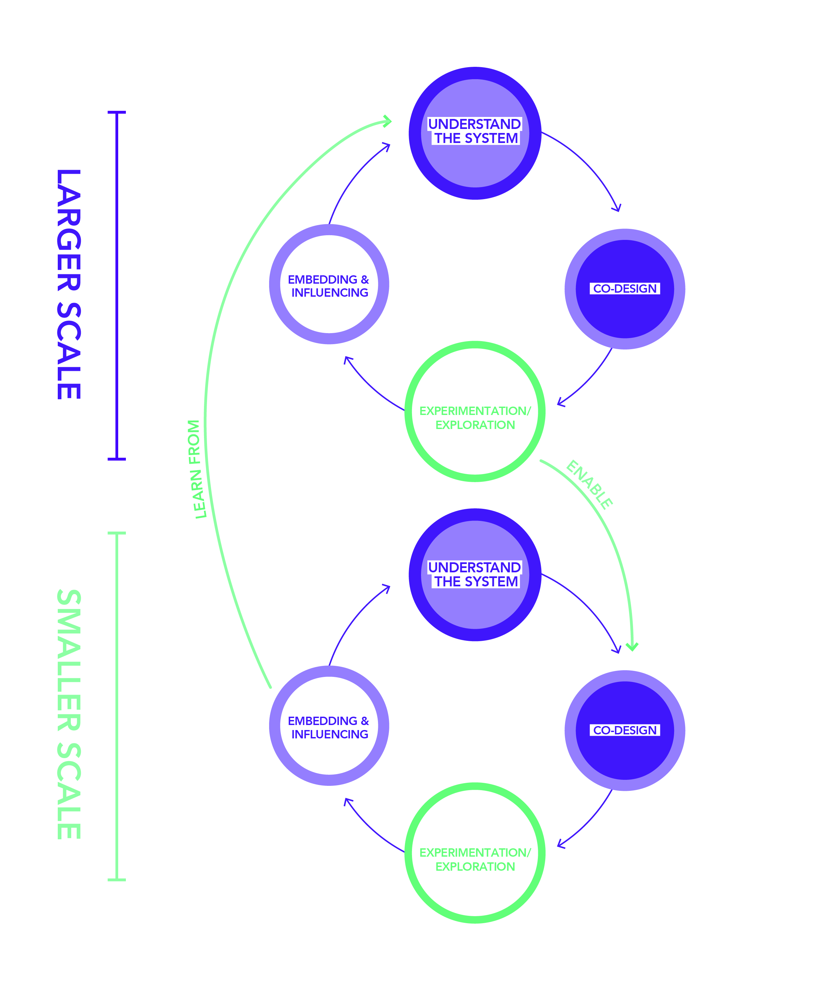 LARGER SCALE
UNDERSTAND
THE SYSTEM
EMBEDDING &
INFLUENCING
CO-DESIGN
EXPERIMENTATION/
EXPLORATION
LEARN FROM
ENABLE
SMALLER SCALE
UNDERSTAND
THE SYSTEM
EMBEDDING &
INFLUENCING
CO-DESIGN
EXPERIMENTATION/
EXPLORATION